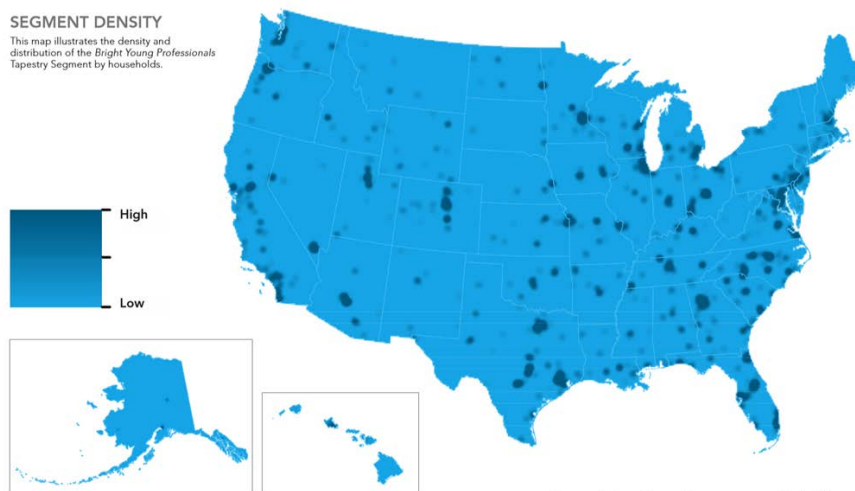 SEGMENT DENSITY
This map illustrates the density and
distribution of the Bright Young Professionals
Tapestry Segment by households.
High
Low